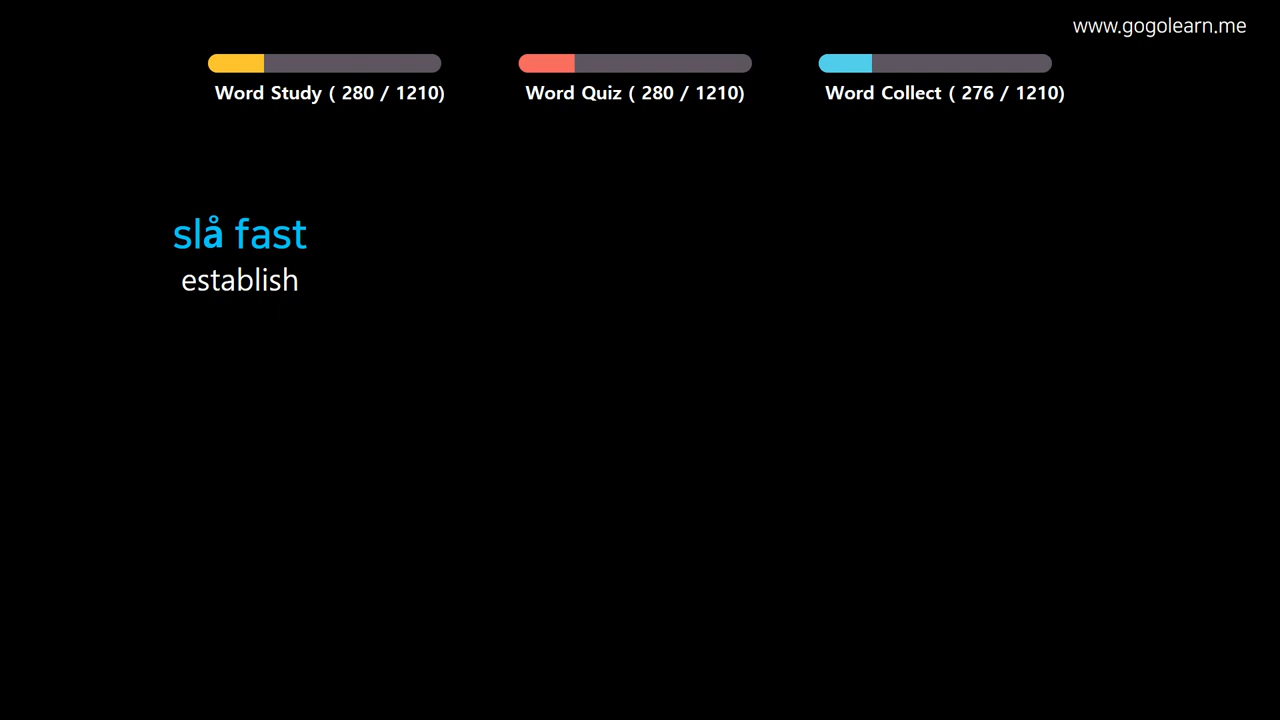 www.gogolearn.me
Word Study ( 280 / 1210)
Word Quiz ( 280 / 1210)
Word Collect ( 276 / 1210)
slå fast
establish